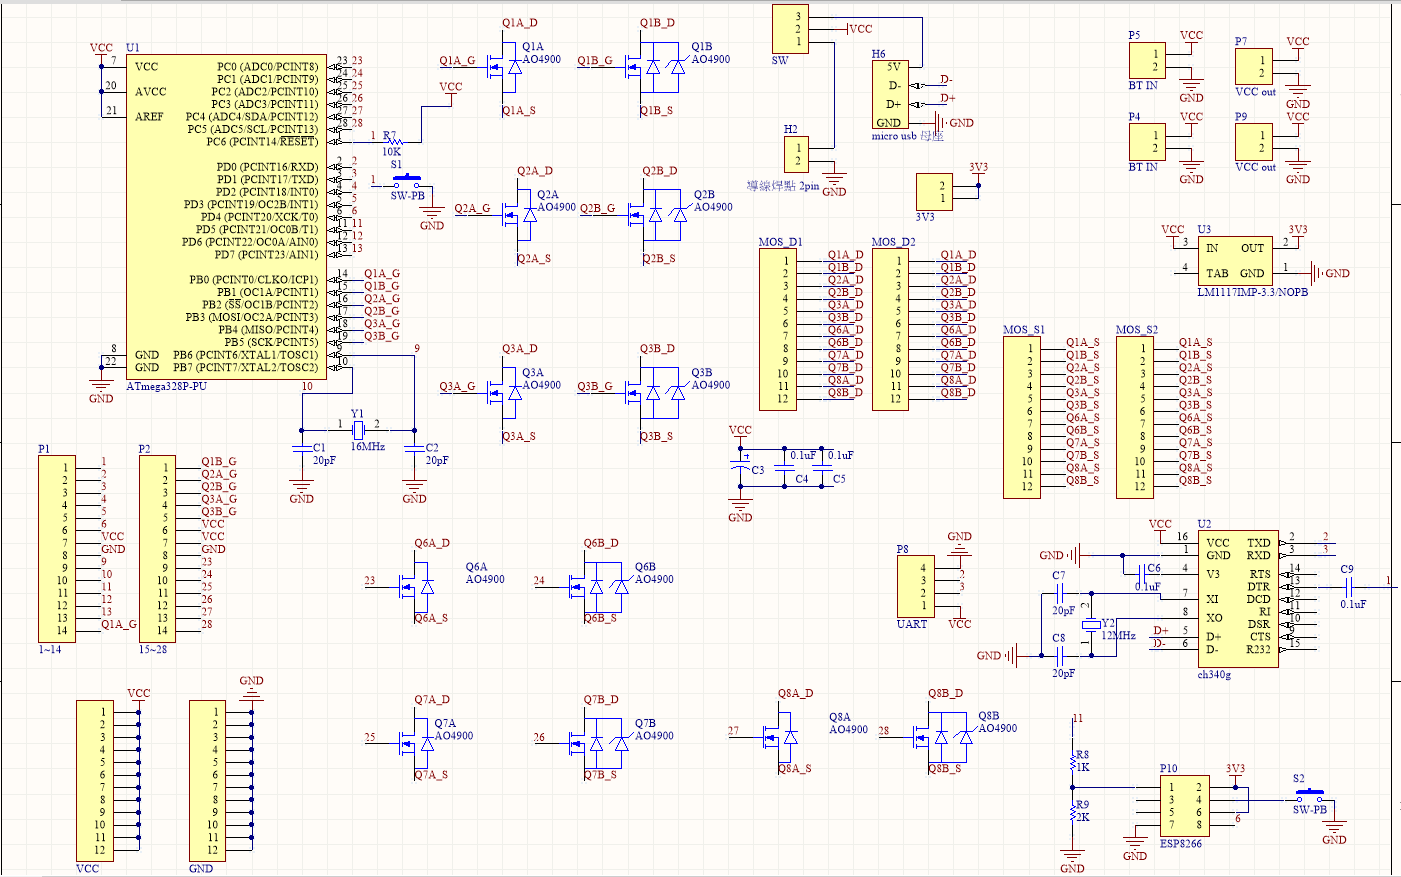 VCC
U1
7 VCC
20 AVCC
21 AREF
8 GND
22 GND
GND
PC0 (ADC0/PCINT8) 23 23
PC1 (ADC1/PCINT9) 24 24
PC2 (ADC2/PCINT10) 25 25
PC3 (ADC3/PCINT11) 26 26
PC4 (ADC4/SDA/PCINT12) 27 27
PC5 (ADC5/SCL/PCINT13) 28 28
PC6 (PCINT14/RESET) 1 1
PD0 (PCINT16/RXD) 2 2
PD1 (PCINT17/TXD) 3 3
PD2 (PCINT18/INT0) 4 4
PD3 (PCINT19/OC2B/INT1) 5 5
PD4 (PCINT20/XCK/T0) 6 6
PD5 (PCINT21/OC0B/T1) 11 11
PD6 (PCINT22/OC0A/AIN0) 12 12
PD7 (PCINT23/AIN1) 13 13
PB0 (PCINT0/CLKO/ICP1) 14 Q1A_G
PB1 (OC1A/PCINT1) 15 Q1B_G
PB2 (SS/OC1B/PCINT2) 16 Q2A_G
PB3 (MOSI/OC2A/PCINT3) 17 Q2B_G
PB4 (MISO/PCINT4) 18 Q3A_G
PB5 (SCK/PCINT5) 19 Q3B_G
PB6 (PCINT6/XTAL1/TOSC1) 9 9
PB7 (PCINT7/XTAL2/TOSC2) 10
ATmega328P-PU
10
VCC
R7
10K
1
S1
SW-PB
GND
Y1
1 2
16MHz
C1
20pF
C2
20pF
GND
GND
Q1A_D
Q1A
AO4900
Q1A_G
Q1A_S
Q1B_D
Q1B
AO4900
Q1B_G
Q1B_S
Q2A_D
Q2A
AO4900
Q2A_G
Q2A_S
Q2B_D
Q2B
AO4900
Q2B_G
Q2B_S
Q3A_D
Q3A
AO4900
Q3A_G
Q3A_S
Q3B_D
Q3B
AO4900
Q3B_G
Q3B_S
3
2 VCC
1
SW
H6
5V
D- D-
D+ D+
GND GND
micro usb 母座
H2
1
2
導線焊點 2pin
GND
3V3
2
1
3V3
P5
1 VCC
2
BT IN
GND
P7
1 VCC
2
VCC out
GND
P4
1 VCC
2
BT IN
GND
P9
1 VCC
2
VCC out
GND
U3
VCC 3 IN OUT 2 3V3
4 TAB GND 1 GND
LM1117IMP-3.3/NOPB
MOS_D1
1 Q1A_D
2 Q1B_D
3 Q2A_D
4 Q2B_D
5 Q3A_D
6 Q3B_D
7 Q6A_D
8 Q6B_D
9 Q7A_D
10 Q7B_D
11 Q8A_D
12 Q8B_D
MOS_D2
1 Q1A_D
2 Q1B_D
3 Q2A_D
4 Q2B_D
5 Q3A_D
6 Q3B_D
7 Q6A_D
8 Q6B_D
9 Q7A_D
10 Q7B_D
11 Q8A_D
12 Q8B_D
MOS_S1
1 Q1A_S
2 Q1B_S
3 Q2A_S
4 Q2B_S
5 Q3A_S
6 Q3B_S
7 Q6A_S
8 Q6B_S
9 Q7A_S
10 Q7B_S
11 Q8A_S
12 Q8B_S
MOS_S2
1 Q1A_S
2 Q1B_S
3 Q2A_S
4 Q2B_S
5 Q3A_S
6 Q3B_S
7 Q6A_S
8 Q6B_S
9 Q7A_S
10 Q7B_S
11 Q8A_S
12 Q8B_S
VCC
+
C3
0.1uF
C4
0.1uF
C5
GND
P1
1 1
2 2
3 3
4 4
5 5
6 6
7 VCC
8 GND
9 9
10 10
11 11
12 12
13 13
14 Q1A_G
1~14
P2
1 Q1B_G
2 Q2A_G
3 Q2B_G
4 Q3A_G
5 Q3B_G
6 VCC
7 VCC
8 GND
9 23
10 24
11 25
12 26
13 27
14 28
15~28
VCC
1
2
3
4
5
6
7
8
9
10
11
12
VCC
GND
1
2
3
4
5
6
7
8
9
10
11
12
GND
Q6A_D
Q6A
AO4900
23
Q6A_S
Q6B_D
Q6B
AO4900
24
Q6B_S
Q7A_D
Q7A
AO4900
25
Q7A_S
Q7B_D
Q7B
AO4900
26
Q7B_S
Q8A_D
Q8A
AO4900
27
Q8A_S
Q8B_D
Q8B
AO4900
28
Q8B_S
P8
GND
4
3 2
2 3
1
VCC
UART
U2
VCC 16 VCC
GND 1 GND
4 V3
7 XI
8 XO
D+ 5 D+
D- 6 D-
TXD 2 2
RXD 3 3
RTS 14
DTR 13
DCD 12
RI 11
DSR 10
CTS 9
R232 15
ch340g
C6
0.1uF
C7
20pF
Y2
2
1
12MHz
C8
20pF
GND
C9
0.1uF
1
11
R8
1K
R9
2K
GND
P10
1 2
3 4
5 6
7 8
3V3
6
ESP8266
GND
S2
SW-PB
GND